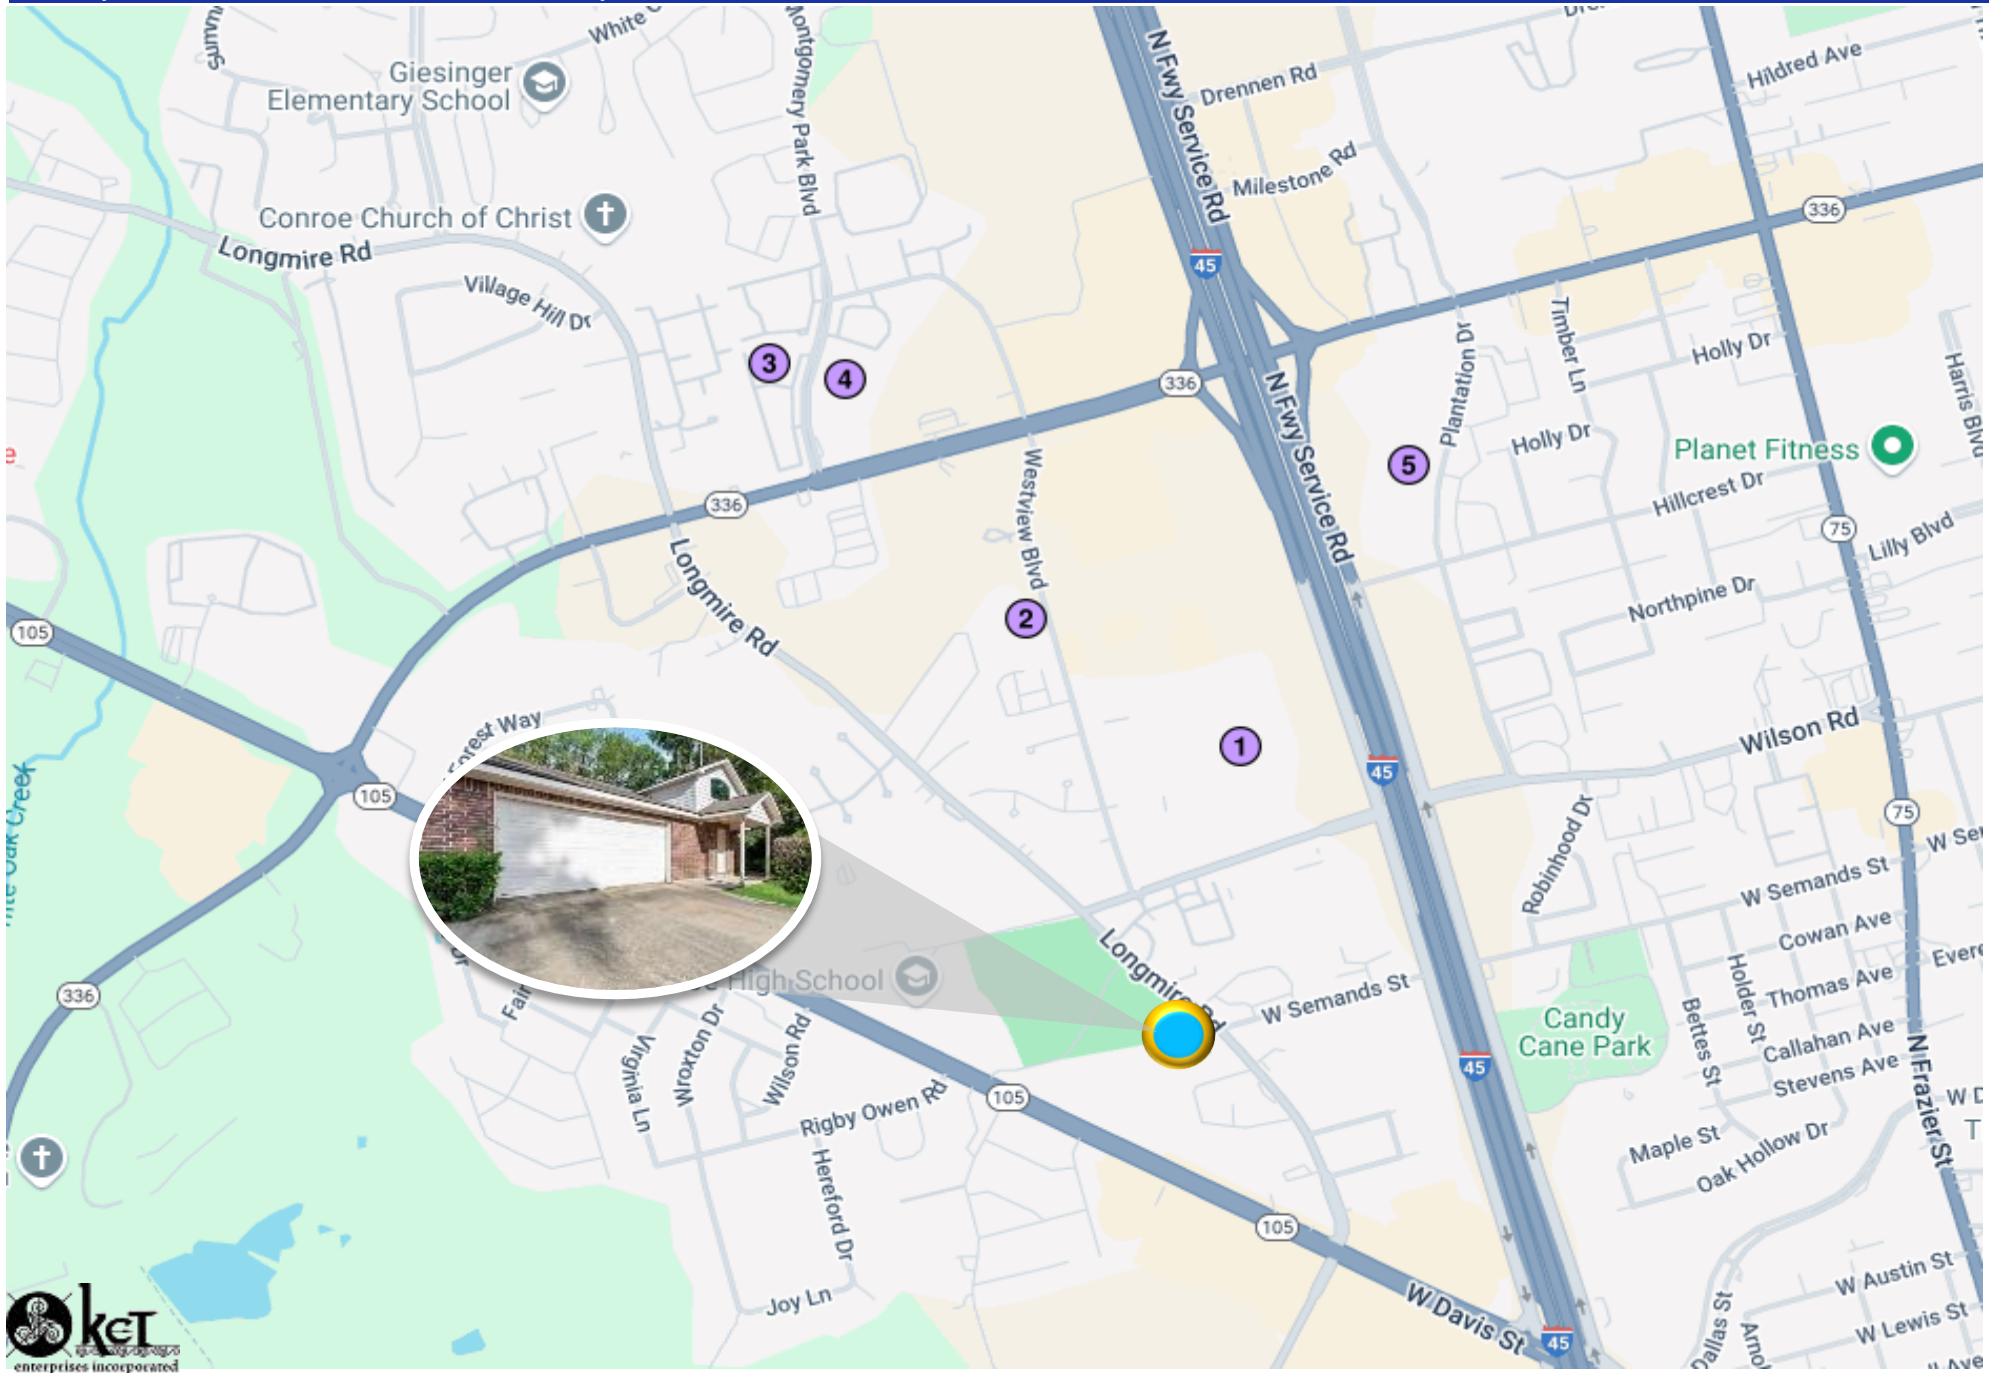 White
Montgomery Park Blvd
N Fwy Service Rd
Drennen Rd
Hildred Ave
Giesinger
Elementary School
Milestone Rd
Conroe Church of Christ
Longmire Rd
336
45
Village Hill Dr
Timber Ln
Plantation Dr
Holly Dr
Harris Blvd
3
4
336
N Fwy Service Rd
Holly Dr
Planet Fitness
5
Hillcrest Dr
336
Westview Blvd
75
Lilly Blvd
Longmire Rd
Northpine Dr
2
105
Forest Way
1
Wilson Rd
45
105
Robinhood Dr
75
W Semands St
Cowan Ave
Longmire Rd
High School
W Semands St
Holder St
Thomas Ave
336
Candy
Cane Park
Bettes St
Callahan Ave
Stevens Ave
N Frazier St
Virginia Ln
Wroxton Dr
Wilson Rd
45
105
Rigby Owen Rd
Maple St
Oak Hollow Dr
Hereford Dr
105
Joy Ln
W Davis St
45
W Austin St
W Lewis St
Dallas St
kct
enterprises incorporated